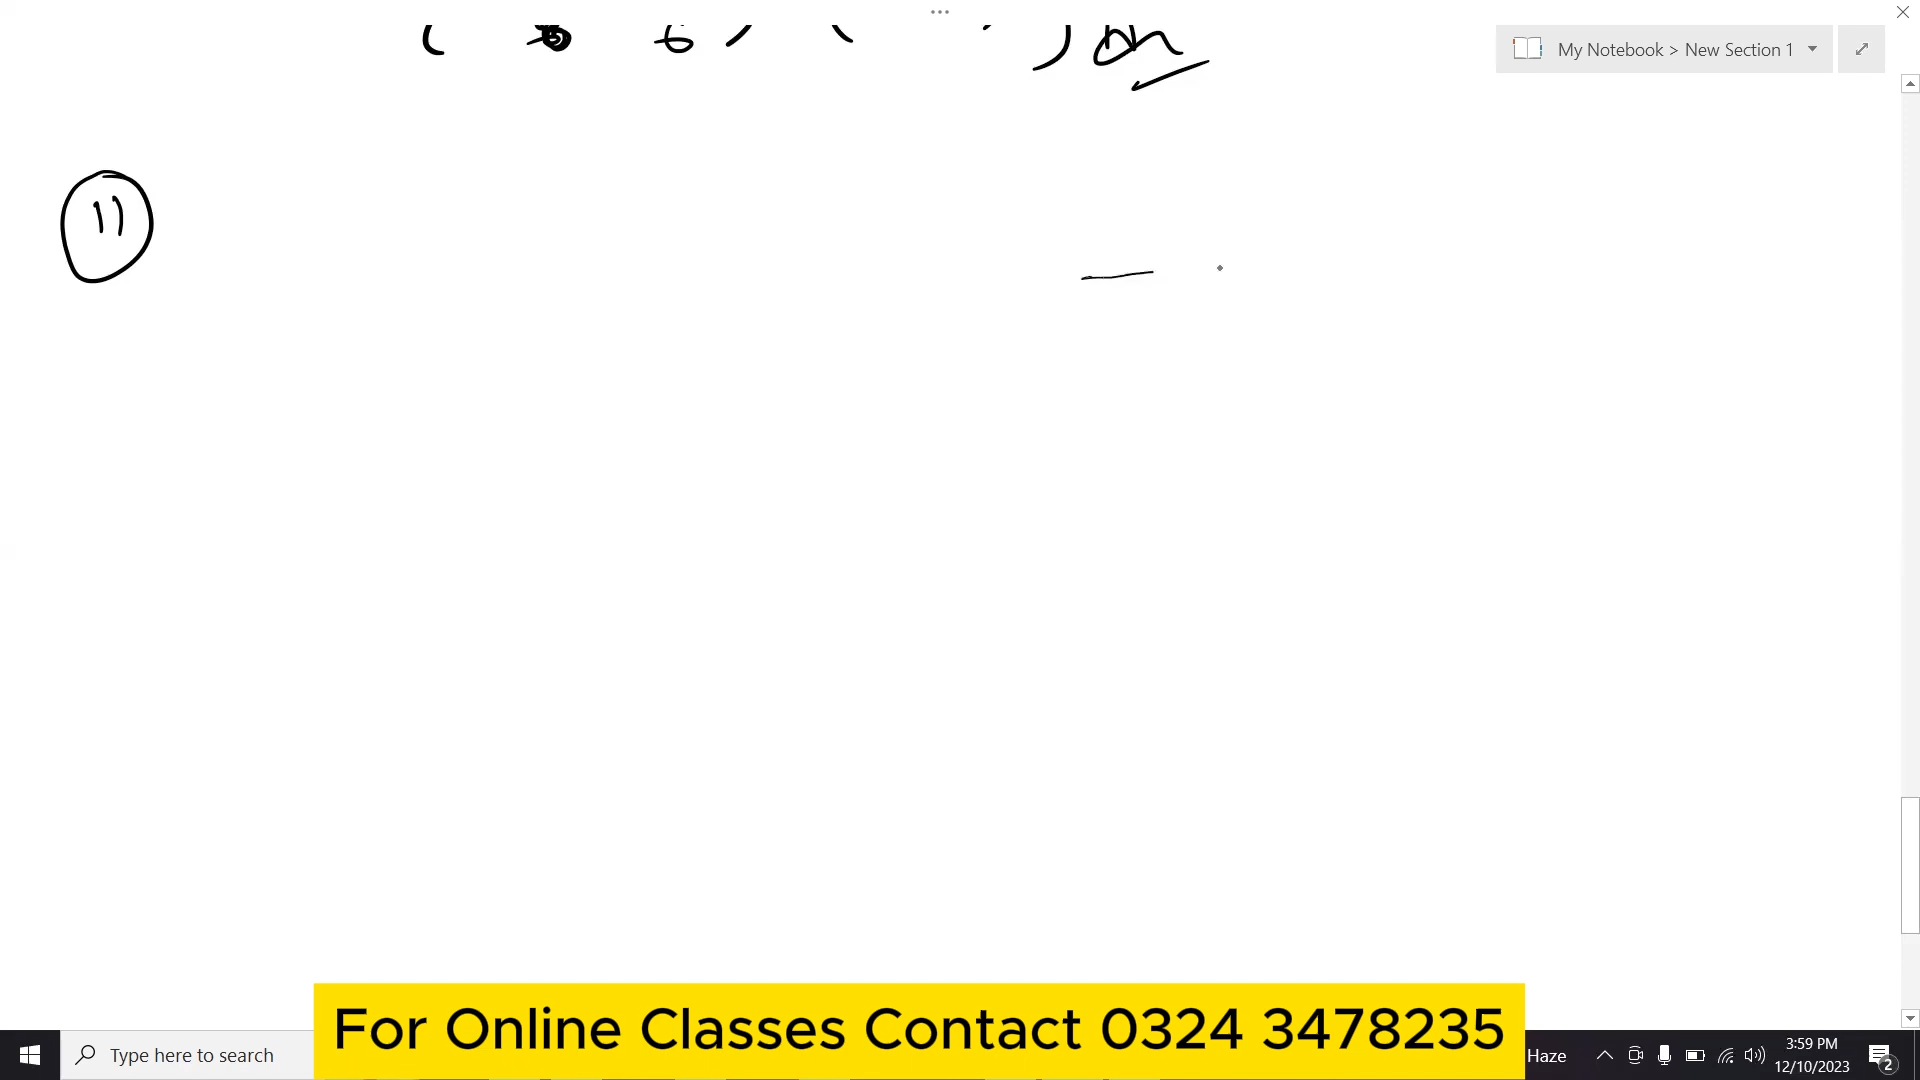 My Notebook > New Section 1
11
For Online Classes Contact 0324 3478235
Type here to search
Haze
3:59 PM
12/10/2023
2